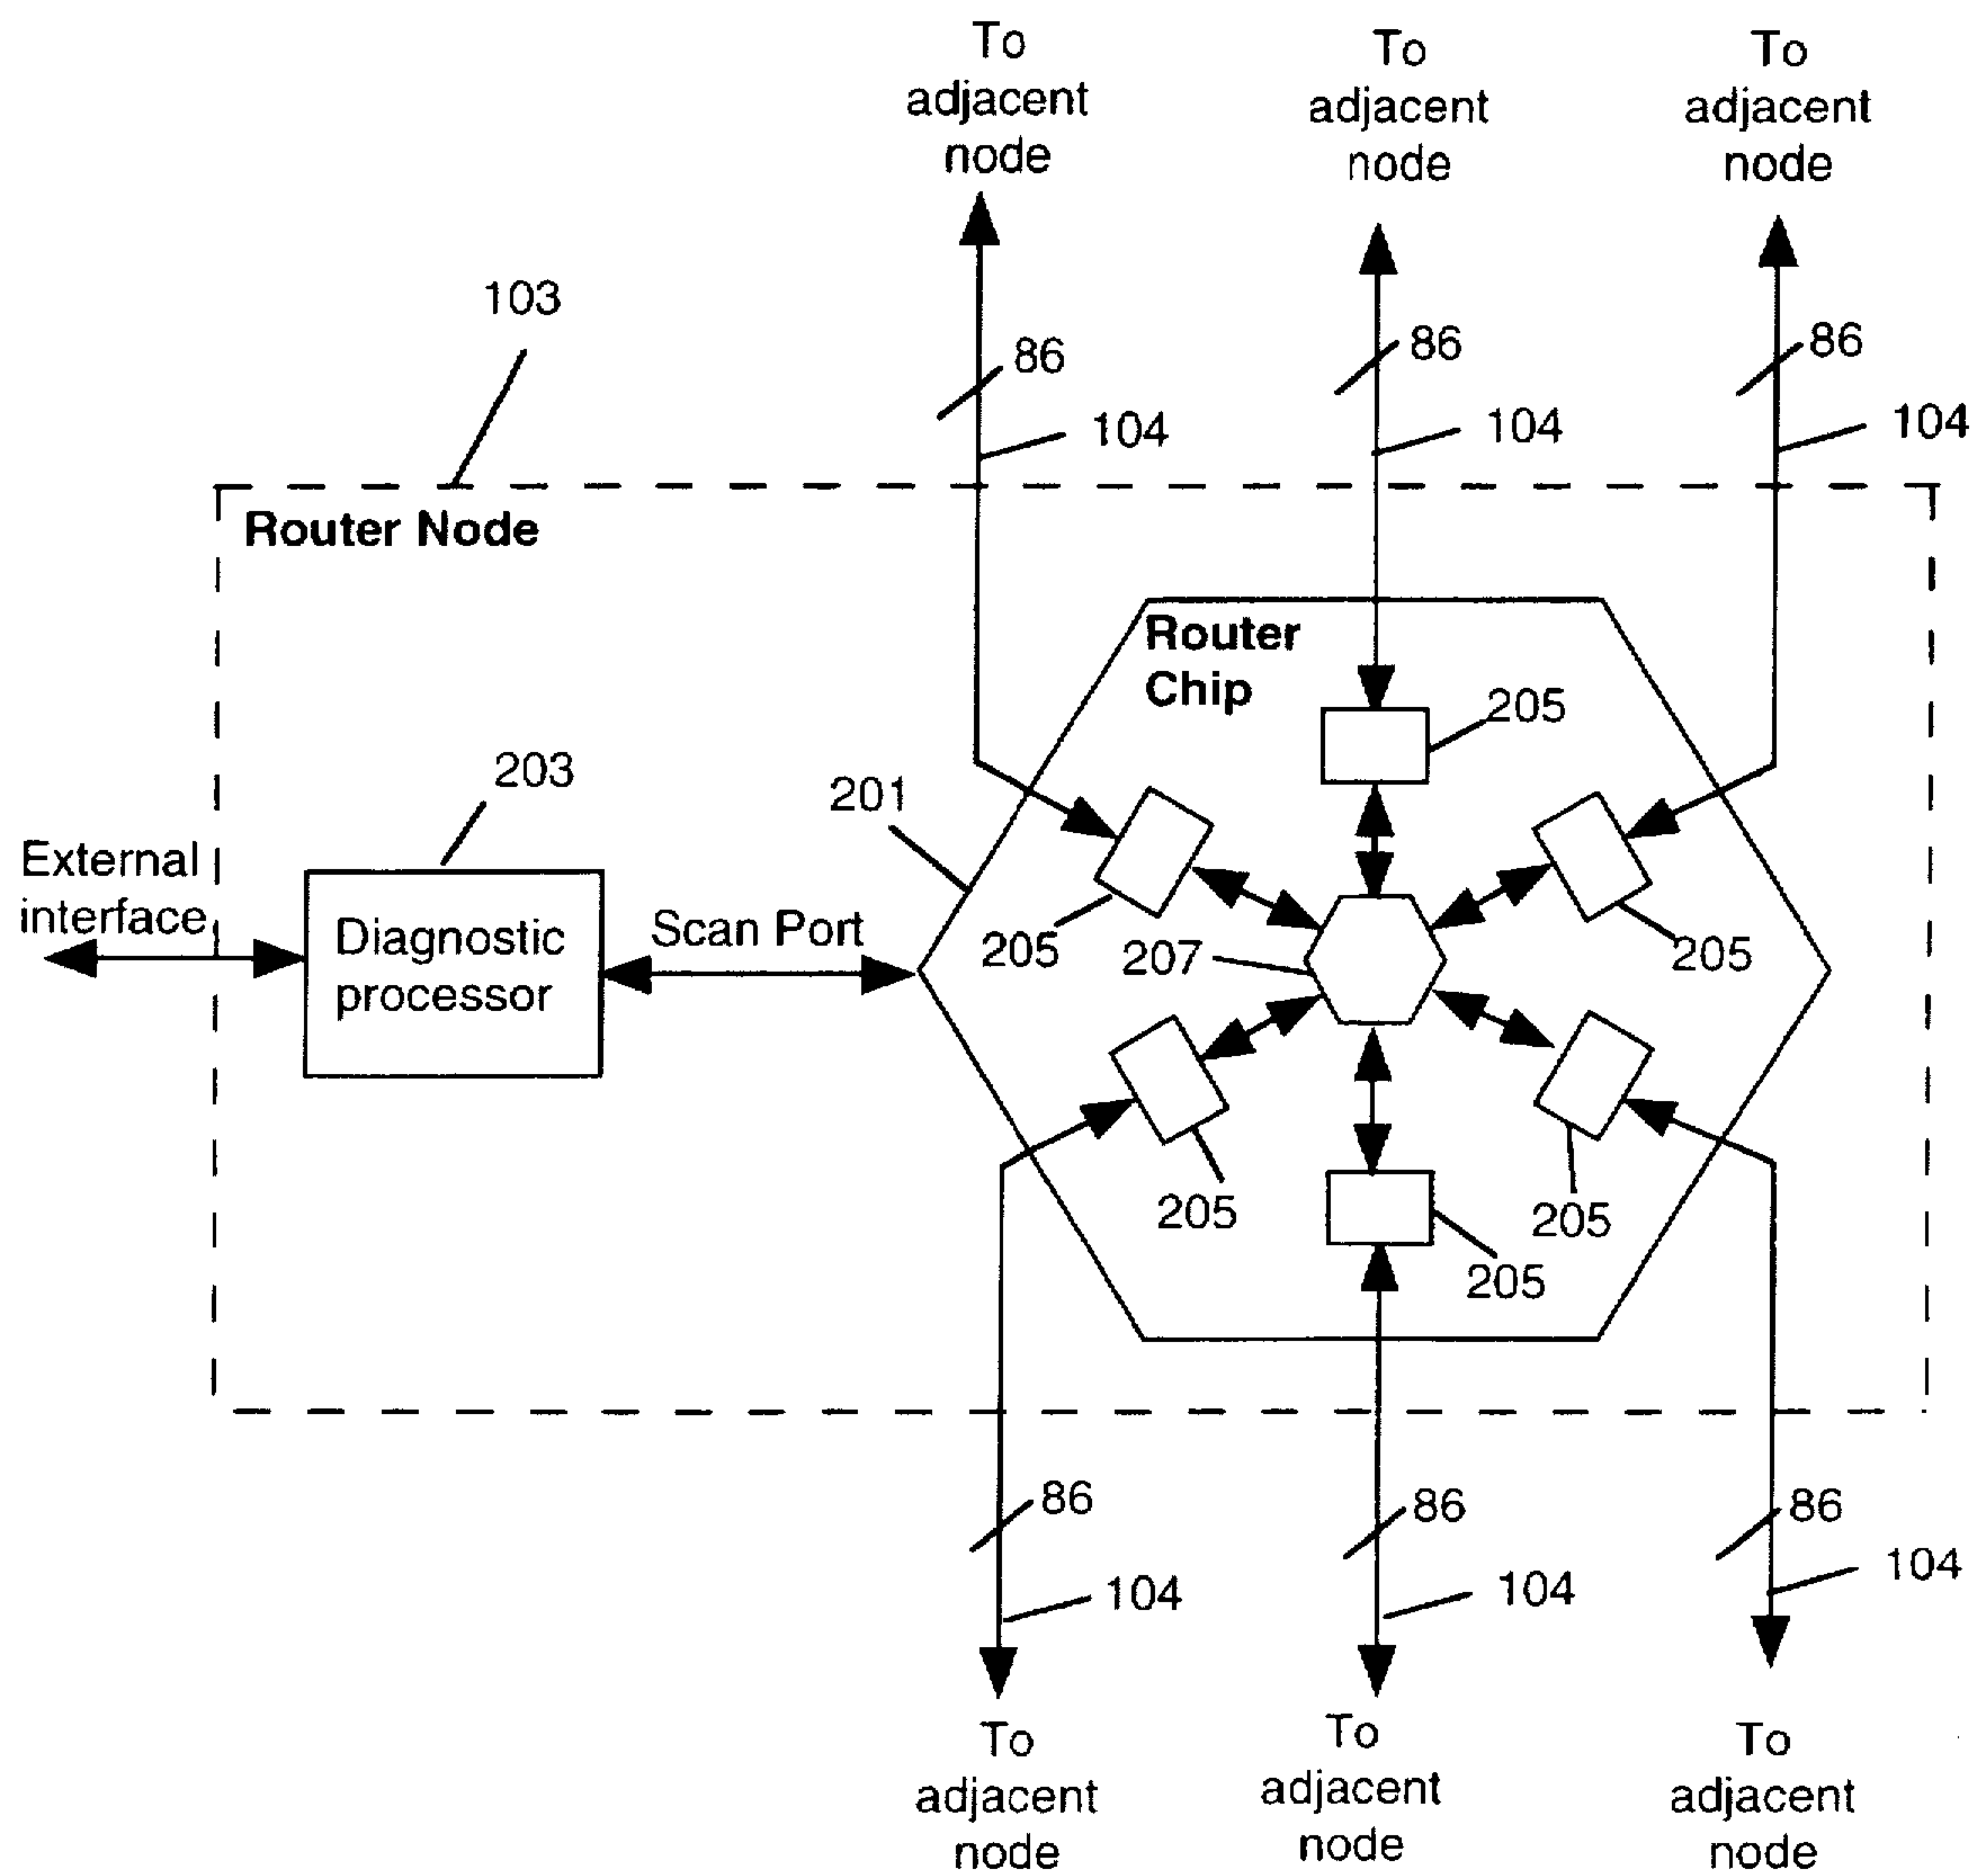 To
adjacent
node
To
adjacent
node
To
adjacent
node
103
86
86
86
104
104
104
Router Node
Router
Chip
205
203
201
External
interface
Diagnostic
processor
Scan Port
205
207
205
205
205
205
86
86
86
104
104
104
To
adjacent
node
To
adjacent
node
To
adjacent
node